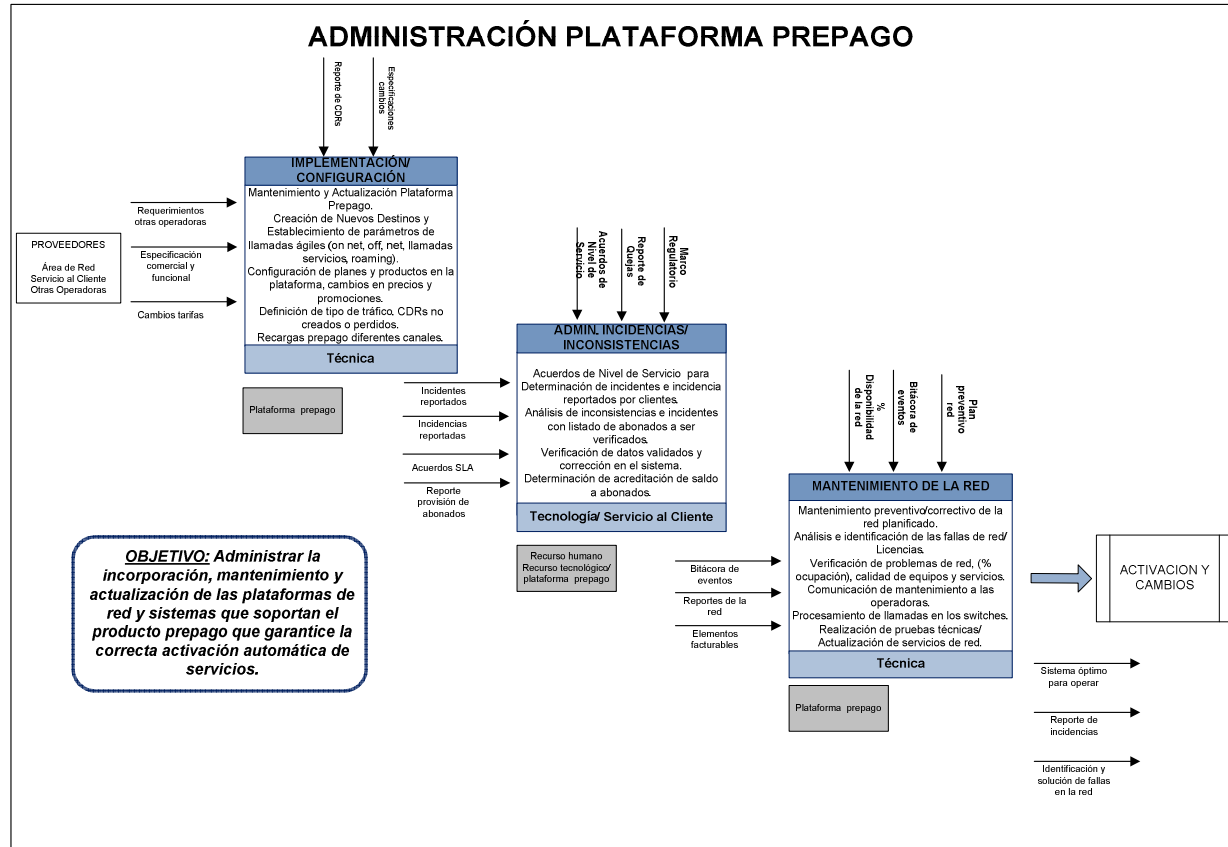 ADMINISTRACIÓN PLATAFORMA PREPAGO
Reporte de CDRs
Especificaciones
cambios
PROVEEDORES
Área de Red
Servicio al Cliente
Otras Operadoras
Requerimientos
otras operadoras
Especificación
comercial y
funcional
Cambios tarifas
IMPLEMENTACIÓN/
CONFIGURACIÓN
Mantenimiento y Actualización Plataforma
Prepago.
Creación de Nuevos Destinos y
Establecimiento de parámetros de
llamadas ágiles (on net, off, net, llamadas
servicios, roaming).
Configuración de planes y productos en la
plataforma, cambios en precios y
promociones.
Definición de tipo de tráfico, CDRs no
creados o perdidos.
Recargas prepago diferentes canales.
Técnica
Plataforma prepago
Acuerdos de
Nivel de
Servicio
Reporte de
Quejas
Marco
Regulatorio
Incidentes
reportados
Incidencias
reportadas
Acuerdos SLA
Reporte
provisión de
abonados
ADMIN. INCIDENCIAS/
INCONSISTENCIAS
Acuerdos de Nivel de Servicio para
Determinación de incidentes e incidencia
reportados por clientes.
Análisis de inconsistencias e incidentes
con listado de abonados a ser
verificados.
Verificación de datos validados y
corrección en el sistema.
Determinación de acreditación de saldo
a abonados.
Tecnología/ Servicio al Cliente
Recurso humano
Recurso tecnológico/
plataforma prepago
%
Disponibilidad
de la red
Bitácora de
eventos
Plan
preventivo
red
Bitácora de
eventos
Reportes de la
red
Elementos
facturables
MANTENIMIENTO DE LA RED
Mantenimiento preventivo/correctivo de la
red planificado.
Análisis e identificación de las fallas de red/
Licencias.
Verificación de problemas de red, (%
ocupación), calidad de equipos y servicios.
Comunicación de mantenimiento a las
operadoras.
Procesamiento de llamadas en los switches.
Realización de pruebas técnicas/
Actualización de servicios de red.
Técnica
Plataforma prepago
ACTIVACION Y
CAMBIOS
Sistema óptimo
para operar
Reporte de
incidencias
Identificación y
solución de fallas
en la red
OBJETIVO: Administrar la
incorporación, mantenimiento y
actualización de las plataformas de
red y sistemas que soportan el
producto prepago que garantice la
correcta activación automática de
servicios.